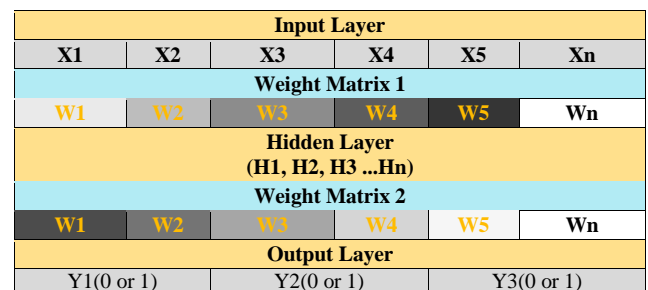 Input Layer
X1 X2 X3 X4 X5 Xn
Weight Matrix 1
W1 W2 W3 W4 W5 Wn
Hidden Layer
(H1, H2, H3 ...Hn)
Weight Matrix 2
W1 W2 W3 W4 W5 Wn
Output Layer
Y1(0 or 1) Y2(0 or 1) Y3(0 or 1)